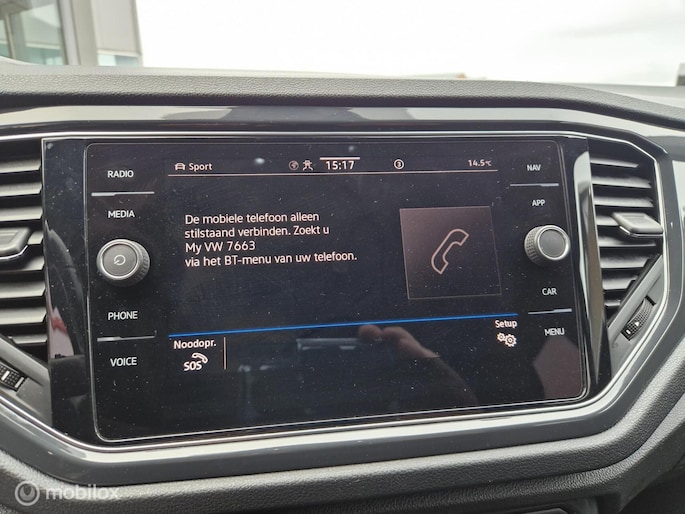 RADIO
MEDIA
PHONE
VOICE
Sport 15:17 3 14.5°C
De mobiele telefoon alleen
stilstaand verbinden. Zoekt u
My VW 7663
via het BT-menu van uw telefoon.
Noodopr.
SOS
Setup
NAV
APP
CAR
MENU
mobilox